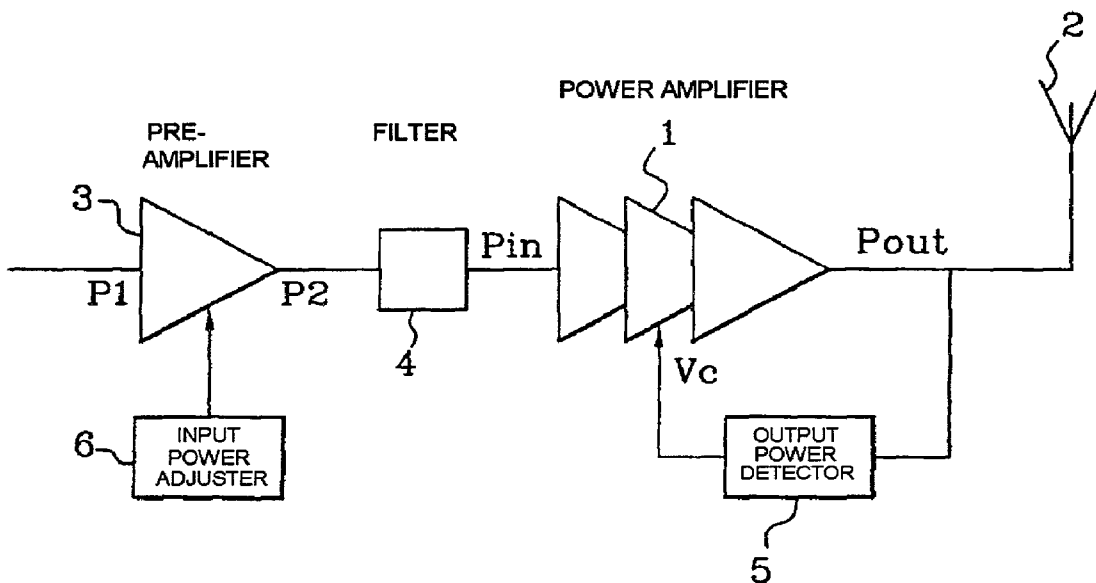 2
POWER AMPLIFIER
1
PRE-
AMPLIFIER
FILTER
3
Pin
Pout
P1
P2
4
Vc
6
INPUT
POWER
ADJUSTER
OUTPUT
POWER
DETECTOR
5